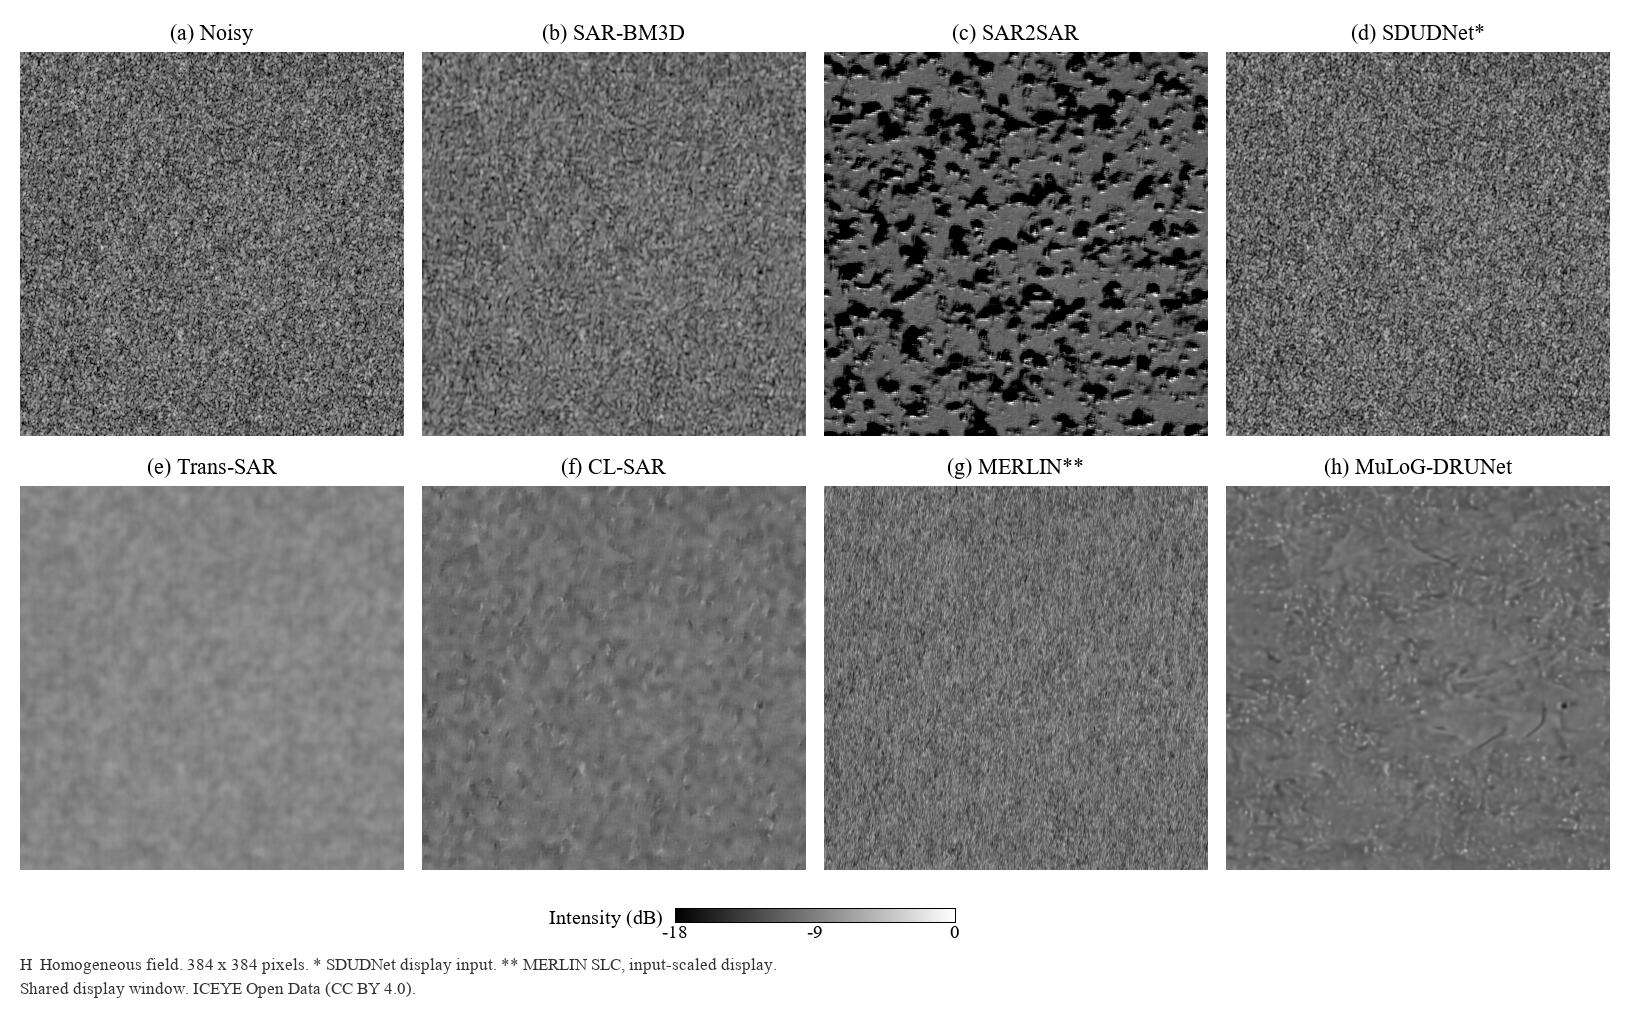 (a) Noisy
(b) SAR-BM3D
(c) SAR2SAR
(d) SDUDNet*
(e) Trans-SAR
(f) CL-SAR
(g) MERLIN**
(h) MuLoG-DRUNet
Intensity (dB)
-18 -9 0
H Homogeneous field. 384 x 384 pixels. * SDUDNet display input. ** MERLIN SLC, input-scaled display.
Shared display window. ICEYE Open Data (CC BY 4.0).